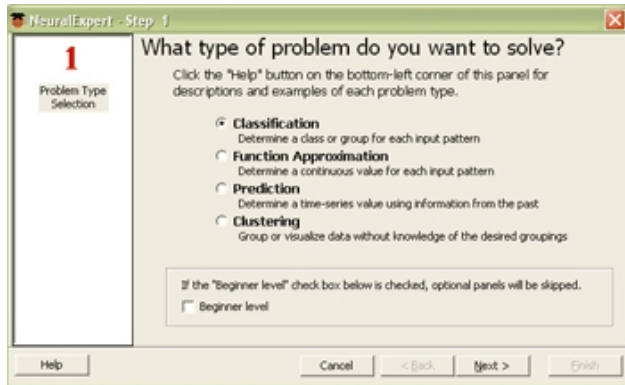 NeuralExpert - Step 1
1
Problem Type
Selection
What type of problem do you want to solve?
Click the "Help" button on the bottom-left corner of this panel for
descriptions and examples of each problem type.
Classification
Determine a class or group for each input pattern
Function Approximation
Determine a continuous value for each input pattern
Prediction
Determine a time-series value using information from the past
Clustering
Group or visualize data without knowledge of the desired groupings
If the "Beginner level" check box below is checked, optional panels will be skipped.
Beginner level
Help
Cancel
< Back
Next >
Finish